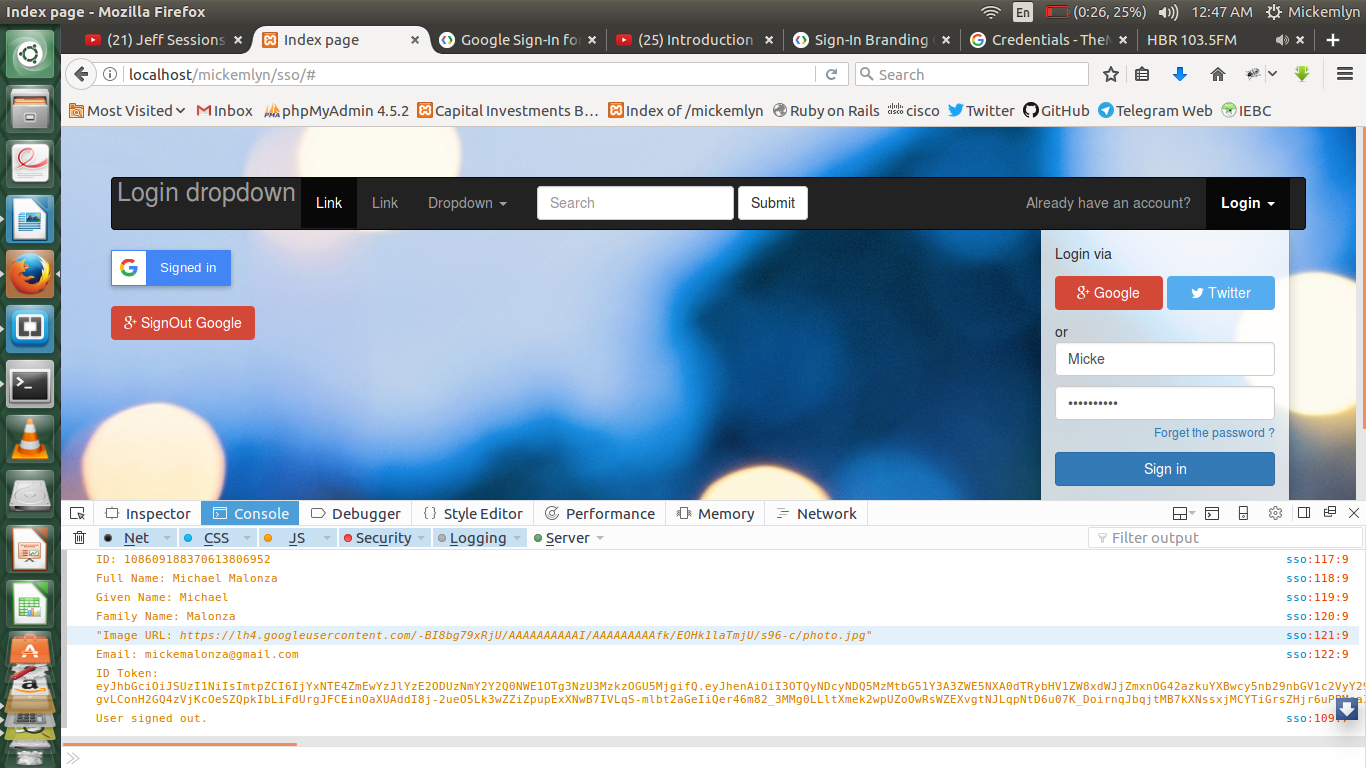 Index page - Mozilla Firefox
En (0:26, 25%) 12:47 AM Mickemlyn
(21) Jeff Sessions Index page Google Sign-In fo (25) Introduction Sign-In Branding Credentials - The HBR 103.5FM
localhost/mickemlyn/sso/# Search
Most Visited Inbox phpMyAdmin 4.5.2 Capital Investments B... Index of /mickemlyn Ruby on Rails cisco Twitter GitHub Telegram Web IEBC
Login dropdown Link Link Dropdown Search Submit Already have an account? Login
Signed in
SignOut Google
Login via
Google Twitter
or
Micke
Forget the password ?
Sign in
Inspector Console Debugger Style Editor Performance Memory Network
Net CSS JS Security Logging Server Filter output
ID: 108609188370613806952 sso:117:9
Full Name: Michael Malonza sso:118:9
Given Name: Michael sso:119:9
Family Name: Malonza sso:120:9
"Image URL: https://lh4.googleusercontent.com/-BI8bg79xRjU/AAAAAAAAAAI/AAAAAAAAAfk/EOHk1laTmjU/s96-c/photo.jpg" sso:121:9
Email: mickemalonza@gmail.com sso:122:9
ID Token:
User signed out. sso:109: